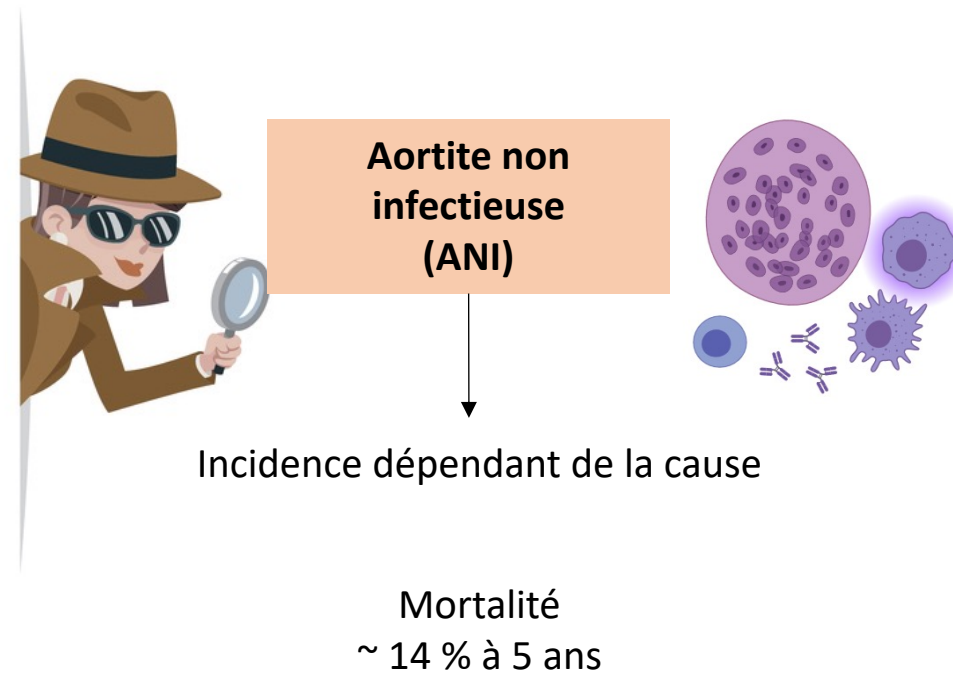 Aortite non
infectieuse
(ANI)
Incidence dépendant de la cause
Mortalité
~ 14 % à 5 ans